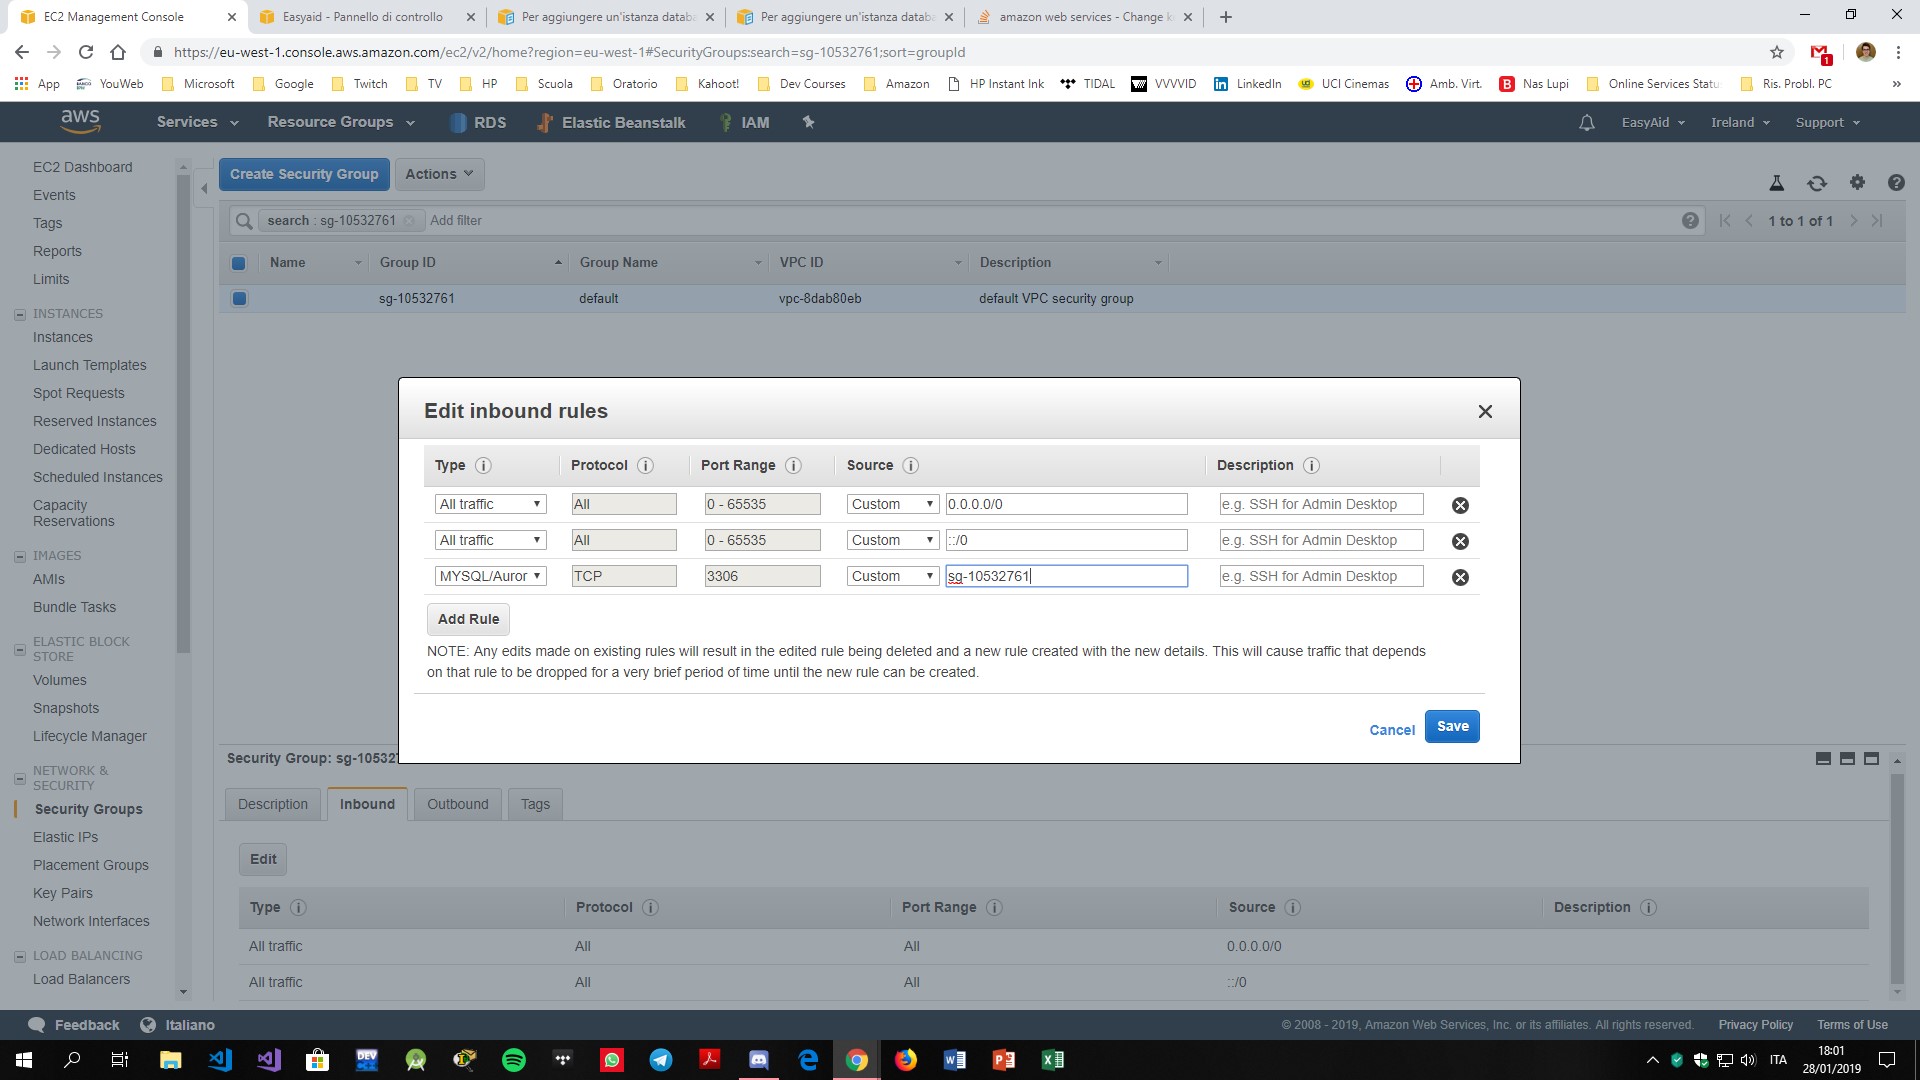 EC2 Management Console
Easyaid - Pannello di controllo
Per aggiungere un'istanza databa
Per aggiungere un'istanza databa
amazon web services - Change k
https://eu-west-1.console.aws.amazon.com/ec2/v2/home?region=eu-west-1#SecurityGroups:search=sg-10532761;sort=groupId
1
App YouWeb Microsoft Google Twitch TV HP Scuola Oratorio Kahoot! Dev Courses Amazon HP Instant Ink TIDAL VVVVID LinkedIn UCI Cinemas Amb. Virt. Nas Lupi Online Services Statu Ris. Probl. PC »
aws Services Resource Groups RDS Elastic Beanstalk IAM EasyAid Ireland Support
EC2 Dashboard
Events
Tags
Reports
Limits
INSTANCES
Instances
Launch Templates
Spot Requests
Reserved Instances
Dedicated Hosts
Scheduled Instances
Capacity
Reservations
IMAGES
AMIs
Bundle Tasks
ELASTIC BLOCK
STORE
Volumes
Snapshots
Lifecycle Manager
NETWORK &
SECURITY
Security Groups
Elastic IPs
Placement Groups
Key Pairs
Network Interfaces
LOAD BALANCING
Load Balancers
Create Security Group Actions
search : sg-10532761 Add filter
1 to 1 of 1
Name Group ID Group Name VPC ID Description
sg-10532761 default vpc-8dab80eb default VPC security group
Edit inbound rules
Type Protocol Port Range Source Description
All traffic All 0 - 65535 Custom 0.0.0.0/0 e.g. SSH for Admin Desktop
All traffic All 0 - 65535 Custom ::/0 e.g. SSH for Admin Desktop
MYSQL/Auror TCP 3306 Custom sg-10532761 e.g. SSH for Admin Desktop
Add Rule
NOTE: Any edits made on existing rules will result in the edited rule being deleted and a new rule created with the new details. This will cause traffic that depends
on that rule to be dropped for a very brief period of time until the new rule can be created.
Cancel Save
Security Group: sg-10532
Description Inbound Outbound Tags
Edit
Type Protocol Port Range Source Description
All traffic All All 0.0.0.0/0
All traffic All All ::/0
Feedback Italiano
© 2008 - 2019, Amazon Web Services, Inc. or its affiliates. All rights reserved. Privacy Policy Terms of Use
DEV
ITA
18:01
28/01/2019